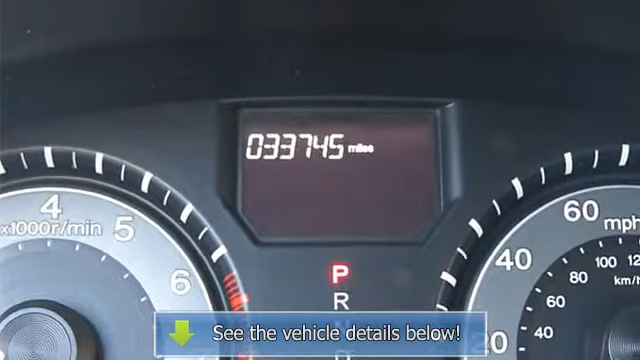 033745 miles
4
x1000r/min
5
6
P
R
60
mph
40
20
100
80
60
40
km/h
See the vehicle details below!